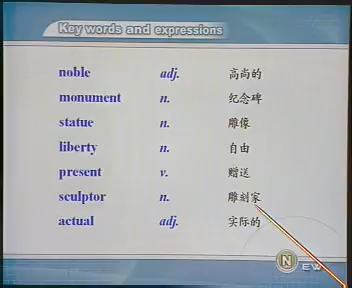 Key words and expressions
noble adj. 高尚的
monument n. 纪念碑
statue n. 雕像
liberty n. 自由
present v. 赠送
sculptor n. 雕刻家
actual adj. 实际的
NEW